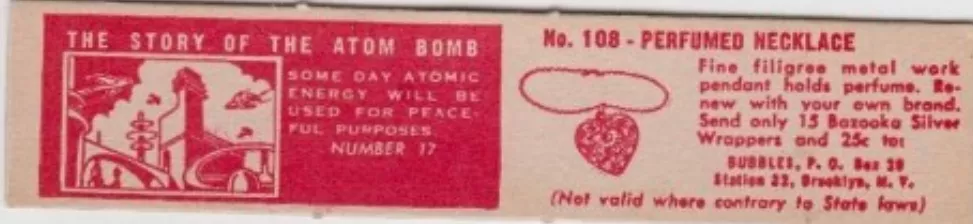 THE STORY OF THE ATOM BOMB
SOME DAY ATOMIC
ENERGY WILL BE
USED FOR PEACE-
FUL PURPOSES.
NUMBER 17
No. 108 - PERFUMED NECKLACE
Fine filigree metal work
pendant holds perfume. Re-
new with your own brand.
Send only 15 Bazooka Silver
Wrappers and 25c to:
BUBBLES, P. O. Box 20
Station 22, Brooklyn, N. Y.
(Not valid where contrary to State laws)